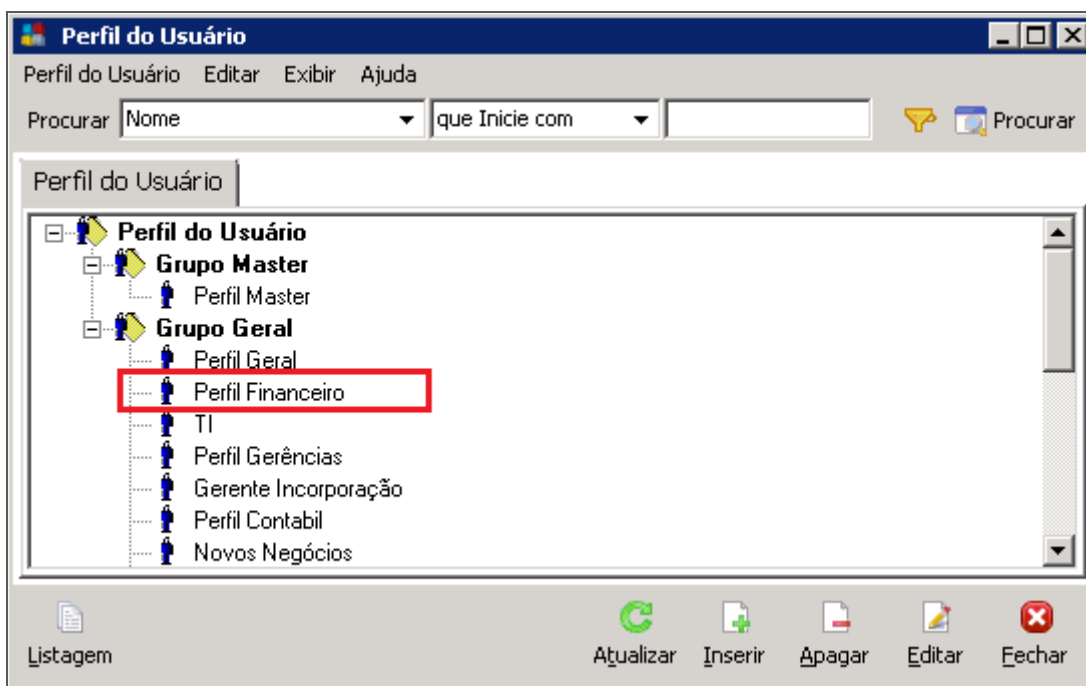 Perfil do Usuário
Perfil do Usuário Editar Exibir Ajuda
Procurar Nome que Inicie com Procurar
Perfil do Usuário
Perfil do Usuário
Grupo Master
Perfil Master
Grupo Geral
Perfil Geral
Perfil Financeiro
TI
Perfil Gerências
Gerente Incorporação
Perfil Contabil
Novos Negócios
Listagem Atualizar Inserir Apagar Editar Fechar